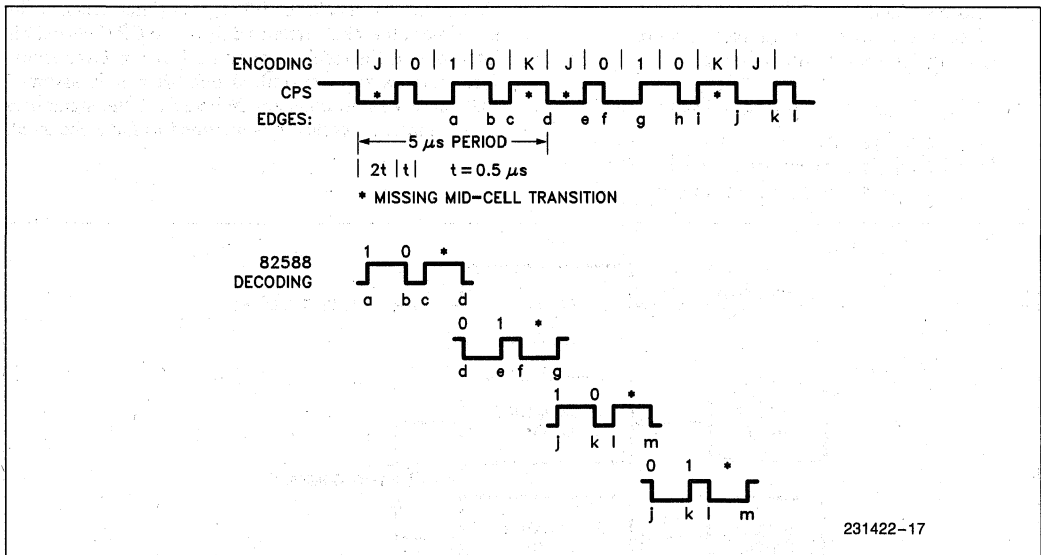 ENCODING | J | 0 | 1 | 0 | K | J | 0 | 1 | 0 | K | J |
CPS * * * *
EDGES: a b c d e f g h i j k l
5 μs PERIOD
| 2t | t | t = 0.5 μs
* MISSING MID-CELL TRANSITION
82588
DECODING
1 0 *
a b c d
0 1 *
d e f g
1 0 *
j k l m
0 1 *
j k l m
231422-17